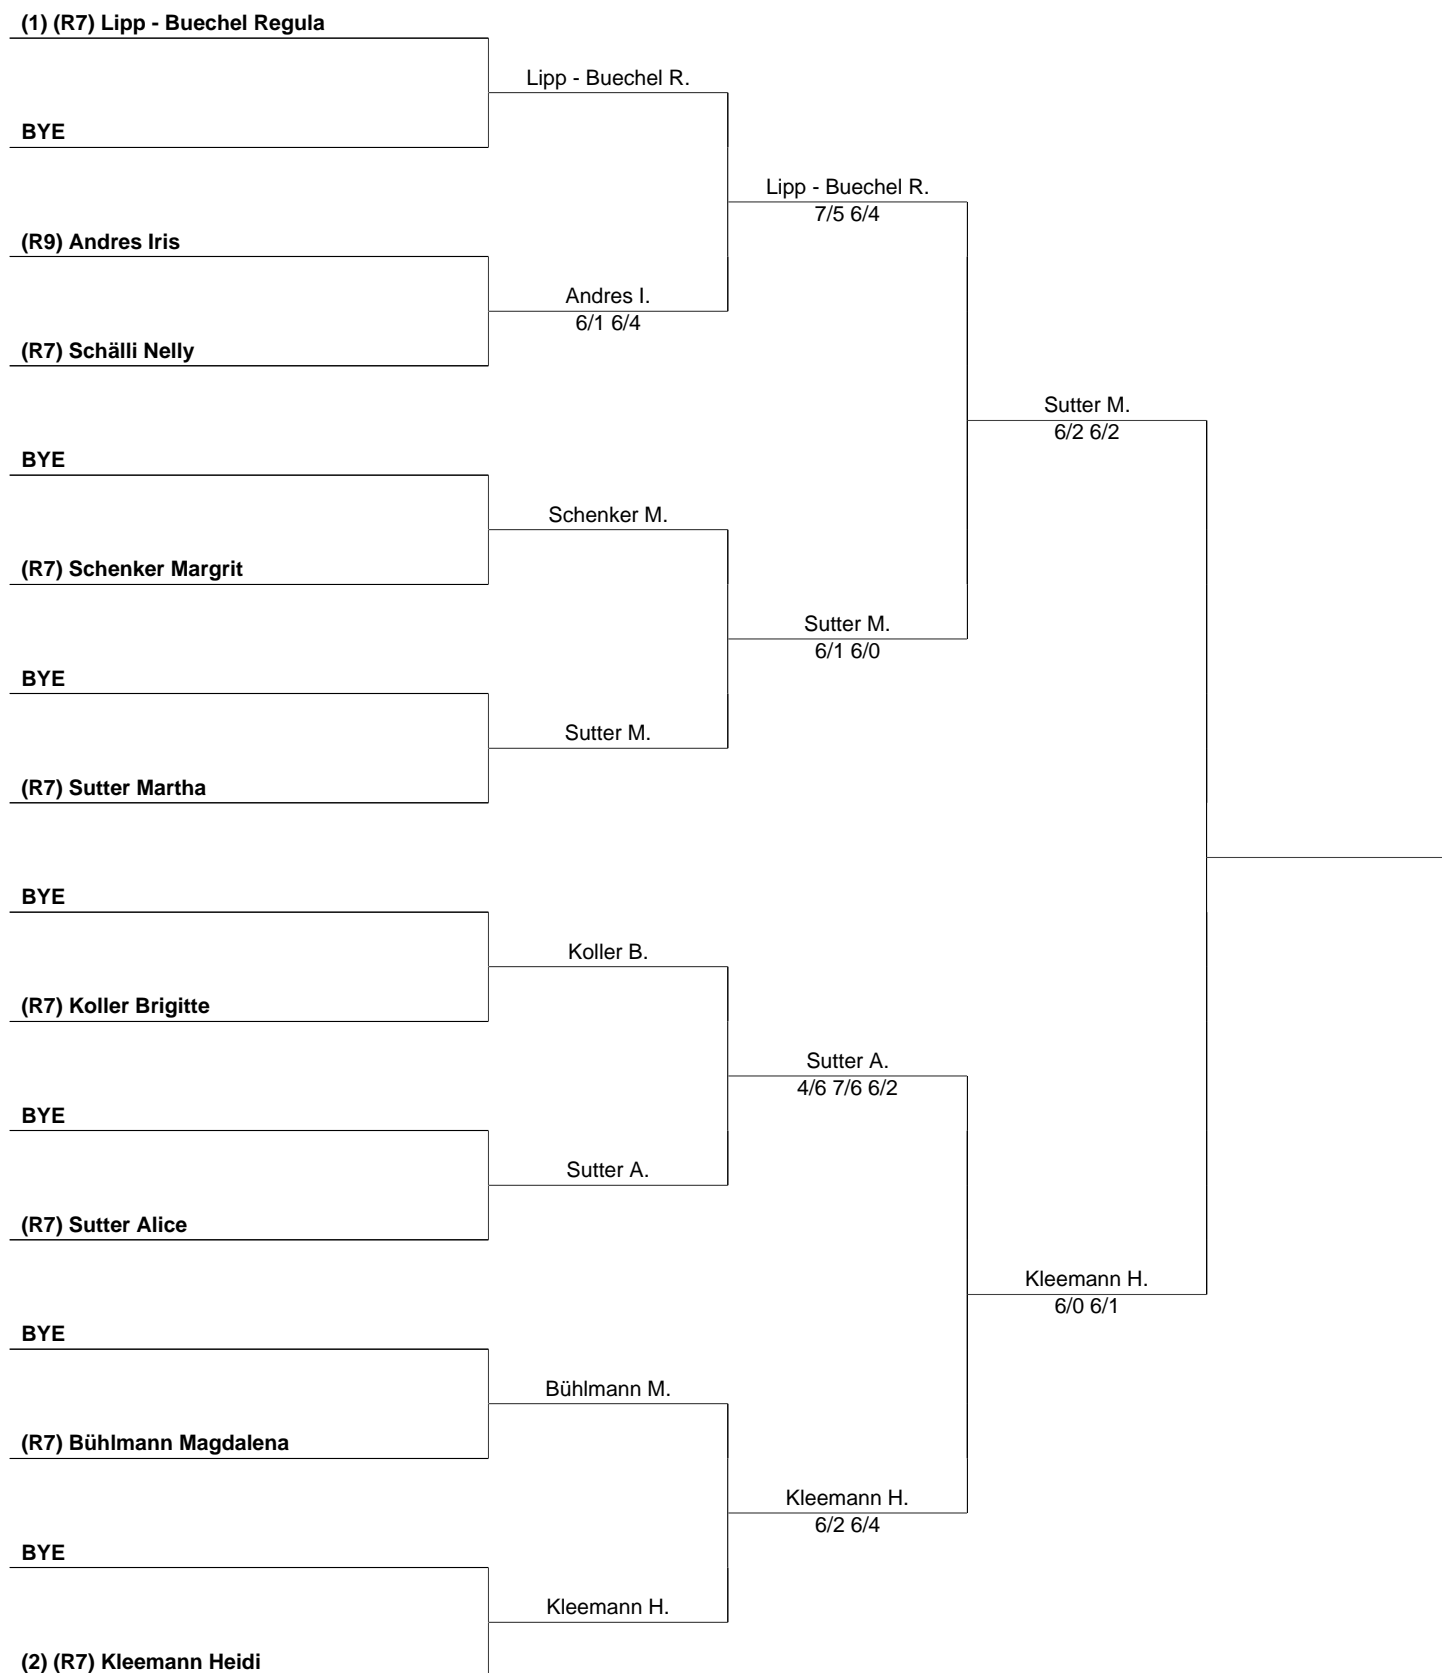 (1) (R7) Lipp - Buechel Regula
Lipp - Buechel R.
BYE
Lipp - Buechel R.
7/5 6/4
(R9) Andres Iris
Andres I.
6/1 6/4
(R7) Schälli Nelly
Sutter M.
6/2 6/2
BYE
Schenker M.
(R7) Schenker Margrit
Sutter M.
6/1 6/0
BYE
Sutter M.
(R7) Sutter Martha
BYE
Koller B.
(R7) Koller Brigitte
Sutter A.
4/6 7/6 6/2
BYE
Sutter A.
(R7) Sutter Alice
Kleemann H.
6/0 6/1
BYE
Bühlmann M.
(R7) Bühlmann Magdalena
Kleemann H.
6/2 6/4
BYE
Kleemann H.
(2) (R7) Kleemann Heidi